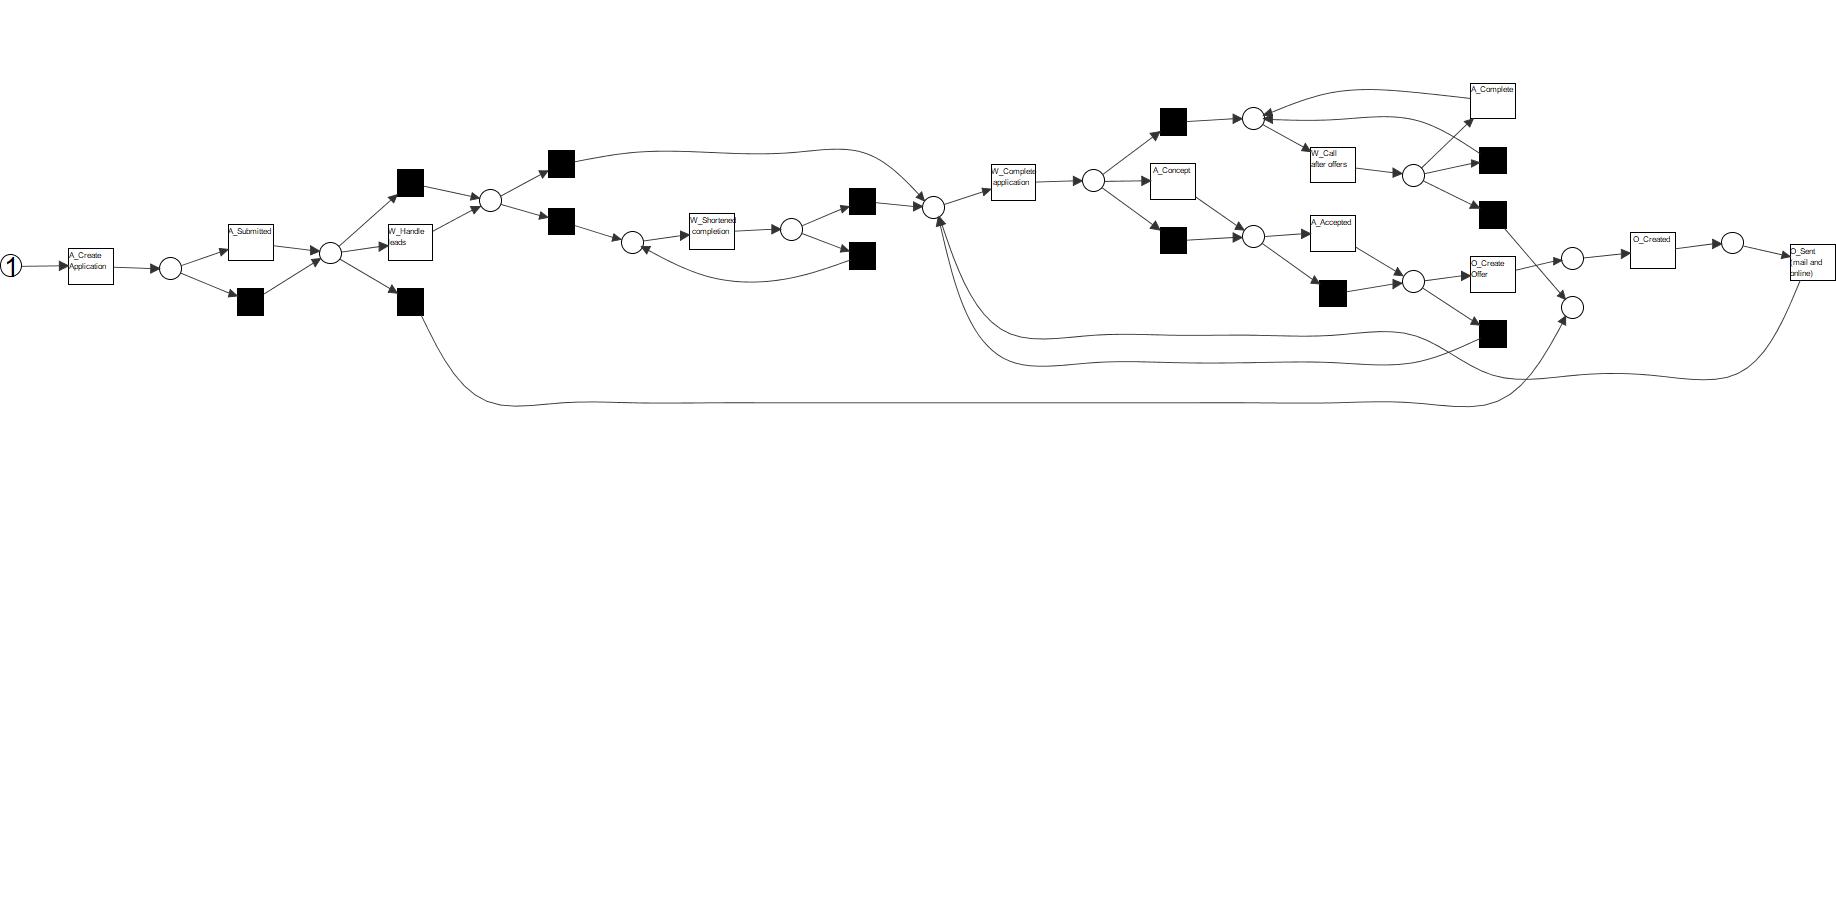 1
A_Create
Application
A_Submitted
W_Handle
eads
W_Shortened
completion
W_Complete
application
A_Concept
W_Call
after offers
A_Complete
A_Accepted
O_Create
Offer
O_Created
O_Sent
mail and
online)